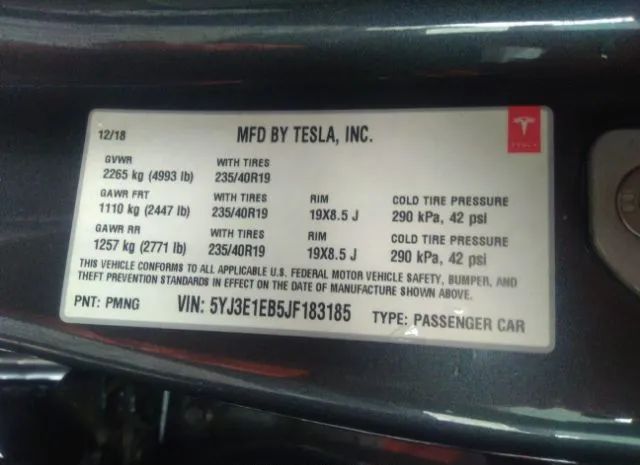 12/18 MFD BY TESLA, INC.
TESLA
GVWR WITH TIRES
2265 kg (4993 lb) 235/40R19
GAWR FRT WITH TIRES RIM COLD TIRE PRESSURE
1110 kg (2447 lb) 235/40R19 19X8.5 J 290 kPa, 42 psi
GAWR RR WITH TIRES RIM COLD TIRE PRESSURE
1257 kg (2771 lb) 235/40R19 19X8.5 J 290 kPa, 42 psi
THIS VEHICLE CONFORMS TO ALL APPLICABLE U.S. FEDERAL MOTOR VEHICLE SAFETY, BUMPER, AND
THEFT PREVENTION STANDARDS IN EFFECT ON THE DATE OF MANUFACTURE SHOWN ABOVE.
PNT: PMNG VIN: 5YJ3E1EB5JF183185 TYPE: PASSENGER CAR